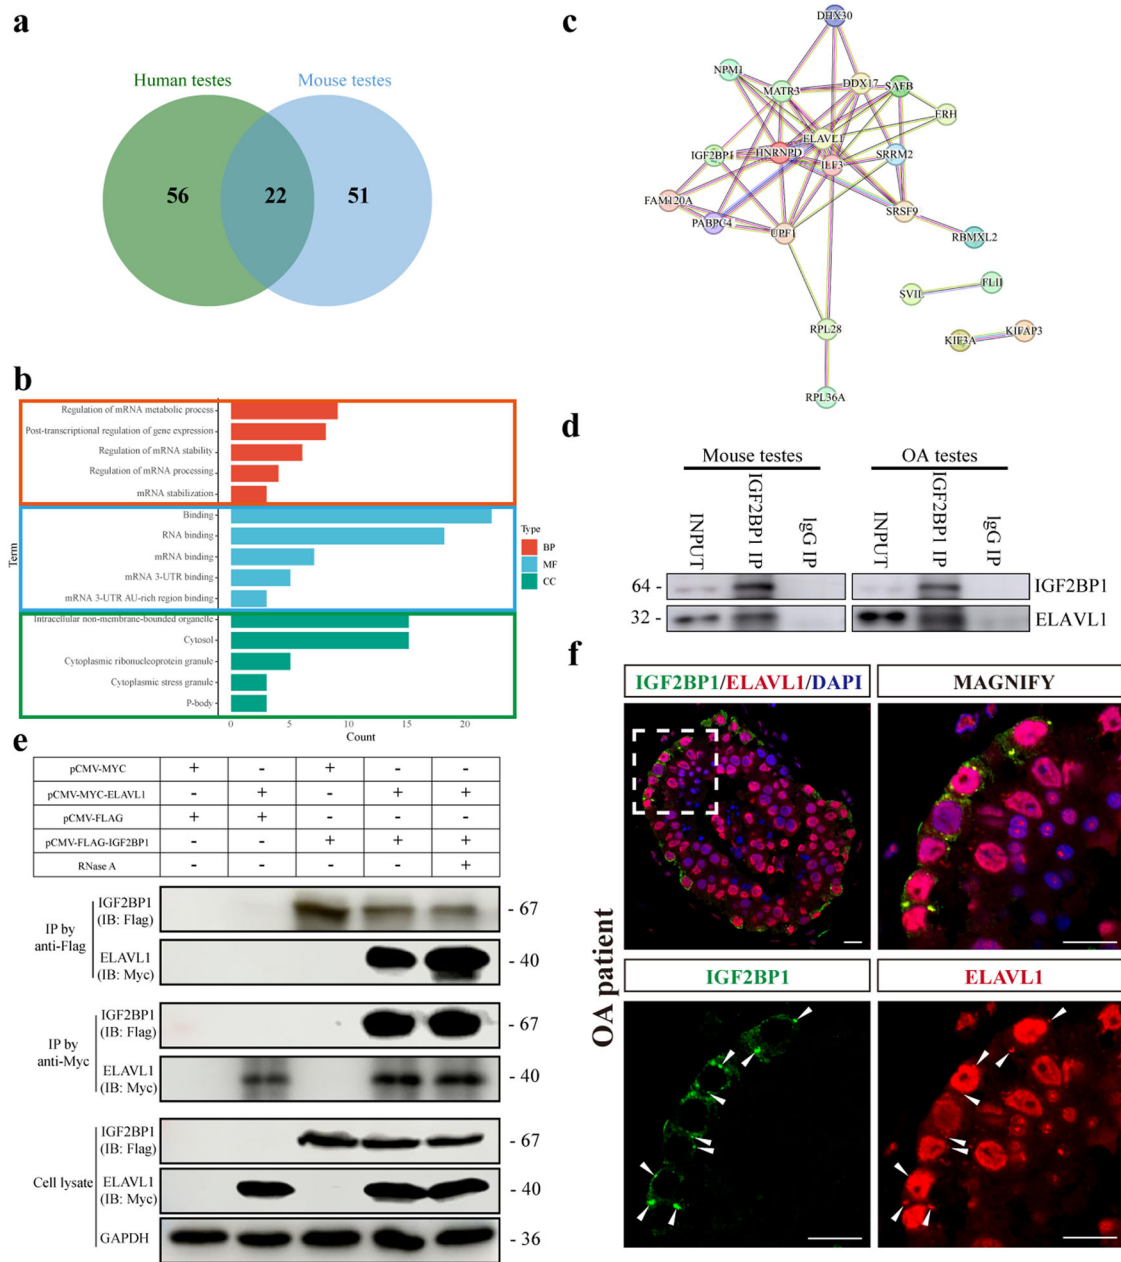 a
Human testes
Mouse testes
56
22
51
b
Regulation of mRNA metabolic process
Post-transcriptional regulation of gene expression
Regulation of mRNA stability
Regulation of mRNA processing
mRNA stabilization
Binding
RNA binding
mRNA binding
mRNA 3-UTR binding
mRNA 3-UTR AU-rich region binding
Intracellular non-membrane-bounded organelle
Cytosol
Cytoplasmic ribonucleoprotein granule
Cytoplasmic stress granule
P-body
Term
0
5
10
15
20
Count
Type
BP
MF
CC
c
DHX30
NPM1
MATR3
DDX17
SAFB
ERH
ELAVL1
IGF2BP1
HNRNPD
ILF3
SRRM2
FAM120A
PABPC4
UPF1
SRSF9
RBMXL2
SVIL
FLII
RPL28
KIF3A
KIFAP3
RPL36A
d
Mouse testes
OA testes
INPUT
IGF2BP1 IP
IgG IP
INPUT
IGF2BP1 IP
IgG IP
64 -
IGF2BP1
32 -
ELAVL1
e
pCMV-MYC + - + - -
pCMV-MYC-ELAVL1 - + - + +
pCMV-FLAG + + - - -
pCMV-FLAG-IGF2BP1 - - + + +
RNase A - - - - +
IP by
anti-Flag
IGF2BP1
(IB: Flag)
- 67
ELAVL1
(IB: Myc)
- 40
IP by
anti-Myc
IGF2BP1
(IB: Flag)
- 67
ELAVL1
(IB: Myc)
- 40
Cell lysate
IGF2BP1
(IB: Flag)
- 67
ELAVL1
(IB: Myc)
- 40
GAPDH
- 36
f
IGF2BP1/ELAVL1/DAPI
MAGNIFY
OA patient
IGF2BP1
ELAVL1